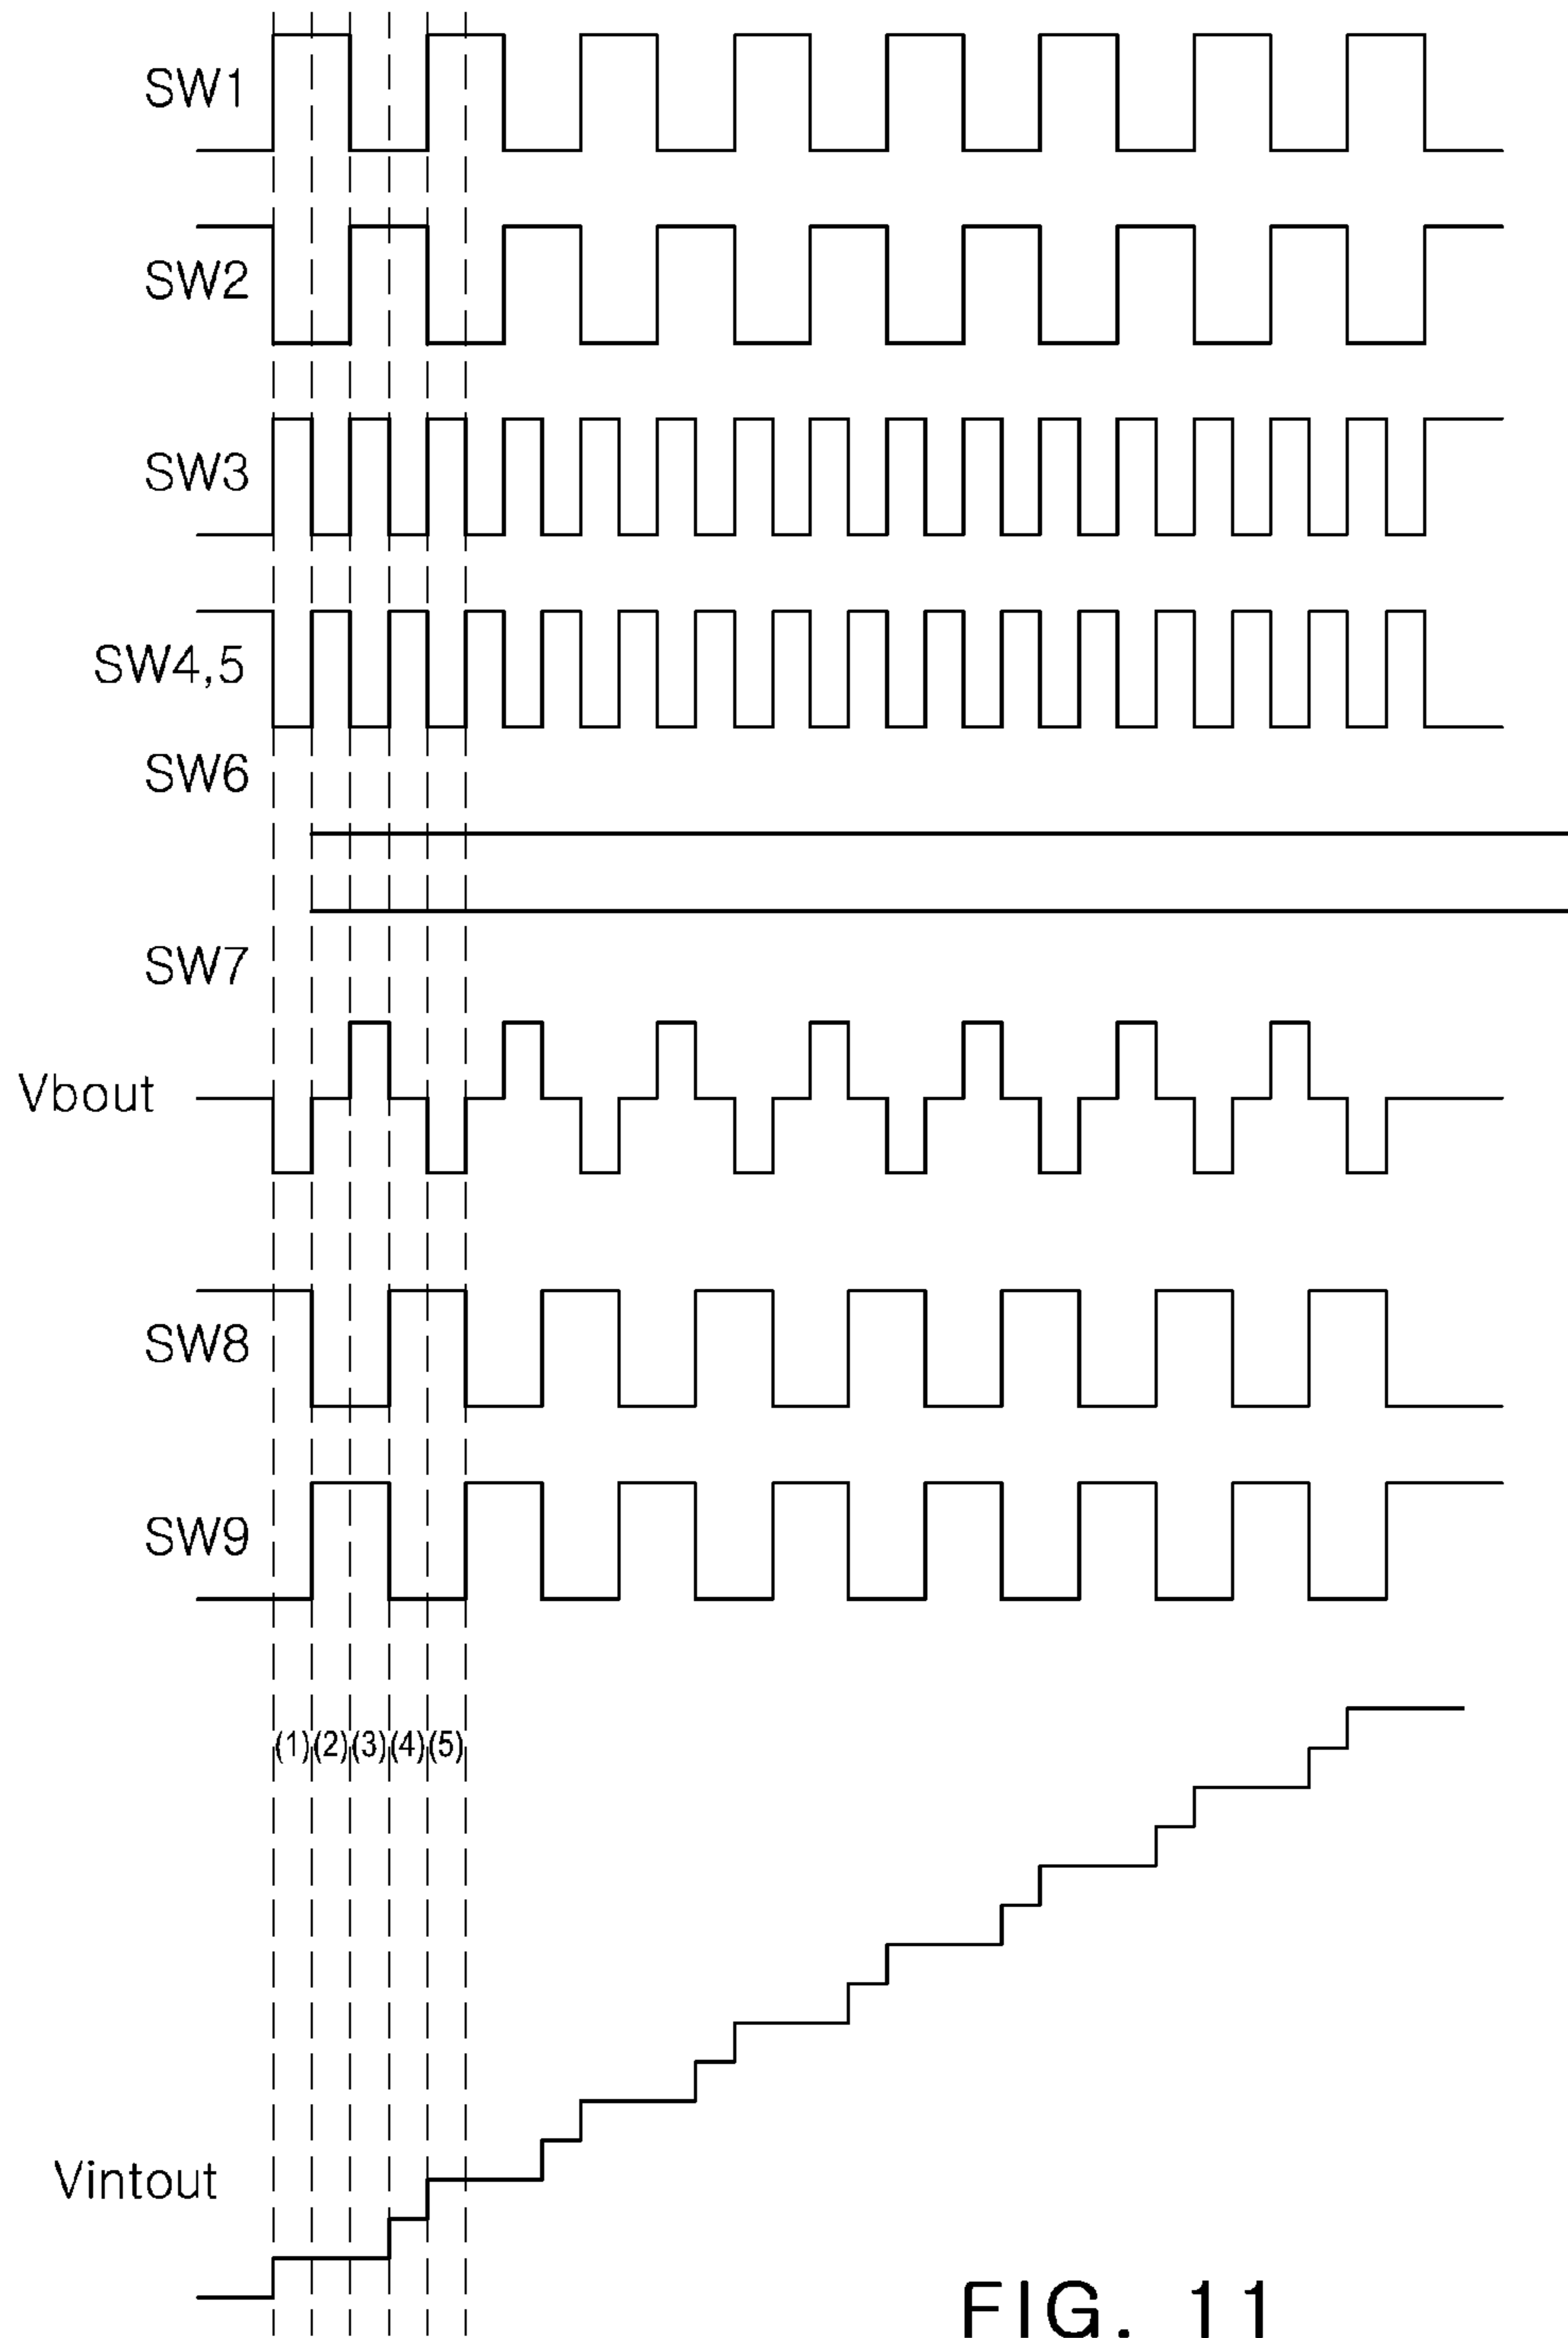 SW1
SW2
SW3
SW4,5
SW6
SW7
Vbout
SW8
SW9
(1) (2) (3) (4) (5)
Vintout
FIG. 11